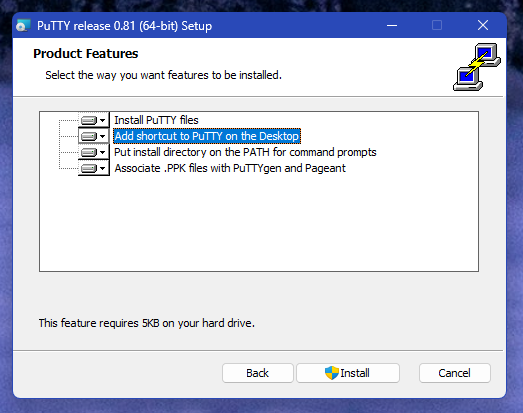 PuTTY release 0.81 (64-bit) Setup
Product Features
Select the way you want features to be installed.
Install PuTTY files
Add shortcut to PuTTY on the Desktop
Put install directory on the PATH for command prompts
Associate .PPK files with PuTTYgen and Pageant
This feature requires 5KB on your hard drive.
Back Install Cancel